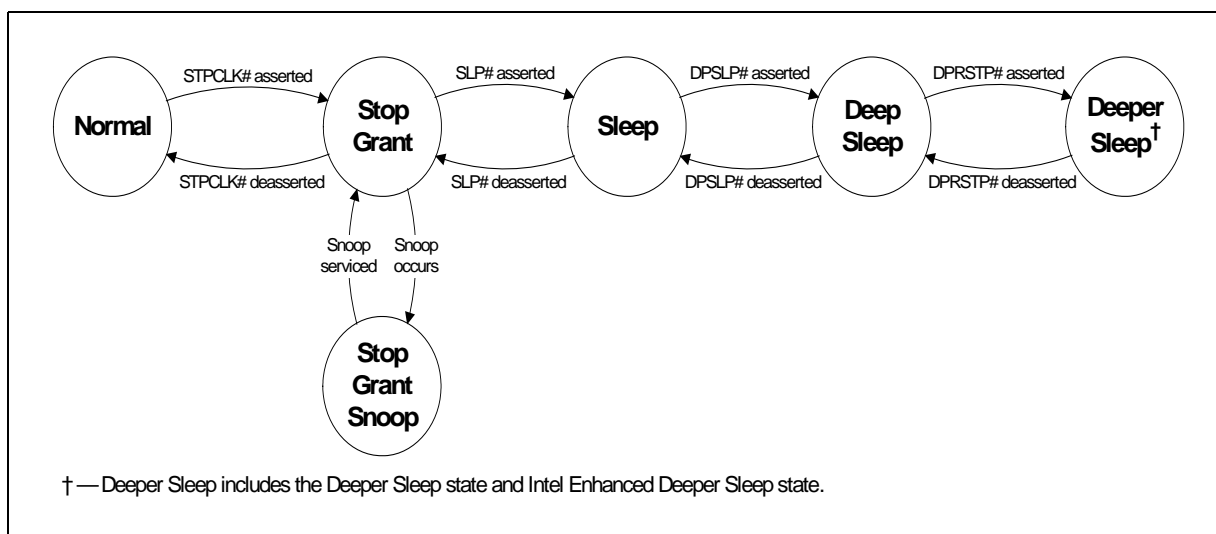 STPCLK# asserted
SLP# asserted
DPSLP# asserted
DPRSTP# asserted
Normal
Stop
Grant
Sleep
Deep
Sleep
Deeper
Sleep†
STPCLK# deasserted
SLP# deasserted
DPSLP# deasserted
DPRSTP# deasserted
Snoop
serviced
Snoop
occurs
Stop
Grant
Snoop
† — Deeper Sleep includes the Deeper Sleep state and Intel Enhanced Deeper Sleep state.